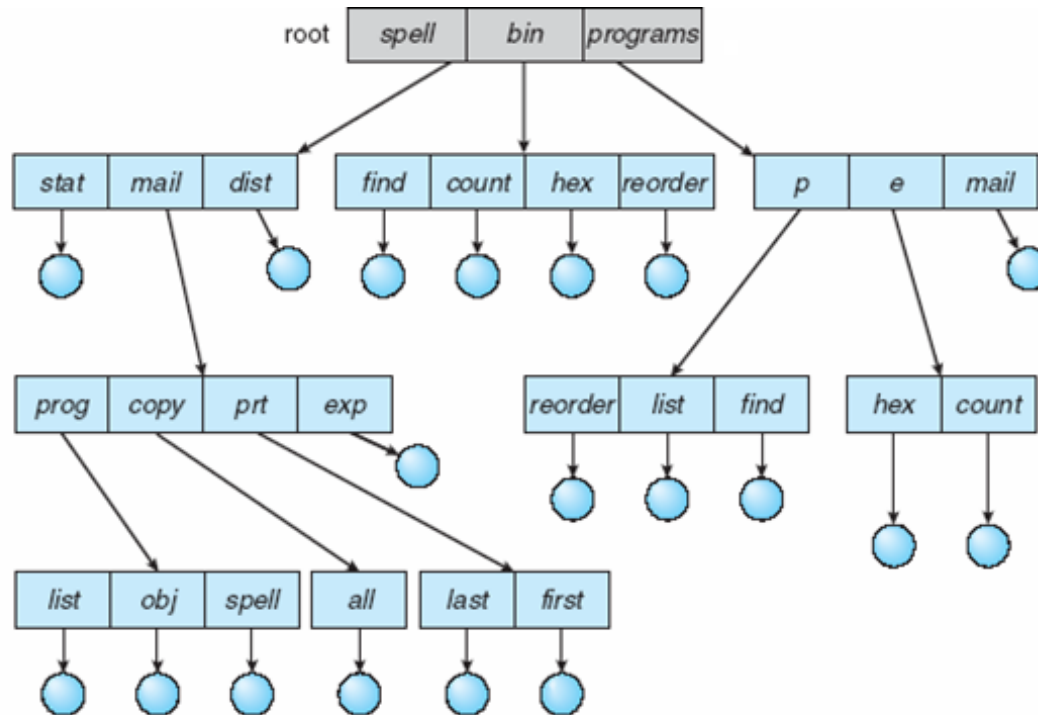 root spell bin programs
stat mail dist find count hex reorder p e mail
prog copy prt exp reorder list find hex count
list obj spell all last first